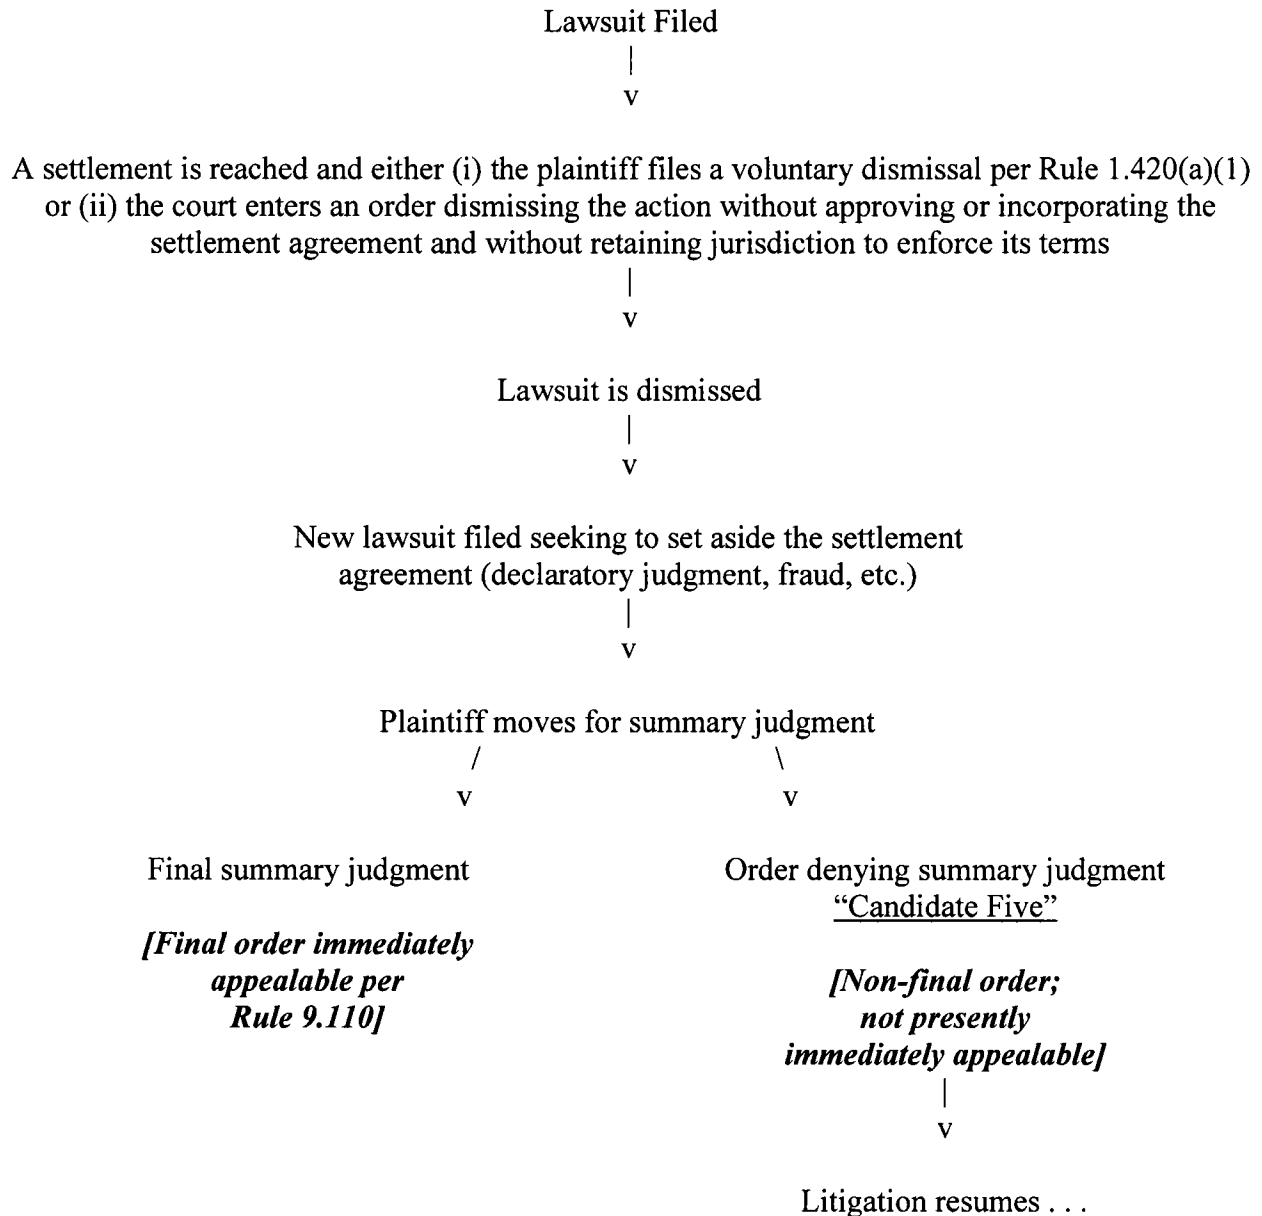 Lawsuit Filed
|
v
A settlement is reached and either (i) the plaintiff files a voluntary dismissal per Rule 1.420(a)(1)
or (ii) the court enters an order dismissing the action without approving or incorporating the
settlement agreement and without retaining jurisdiction to enforce its terms
|
v
Lawsuit is dismissed
|
v
New lawsuit filed seeking to set aside the settlement
agreement (declaratory judgment, fraud, etc.)
|
v
Plaintiff moves for summary judgment
/ \
v v
Final summary judgment
[Final order immediately
appealable per
Rule 9.110]
Order denying summary judgment
“Candidate Five”
[Non-final order;
not presently
immediately appealable]
|
v
Litigation resumes . . .